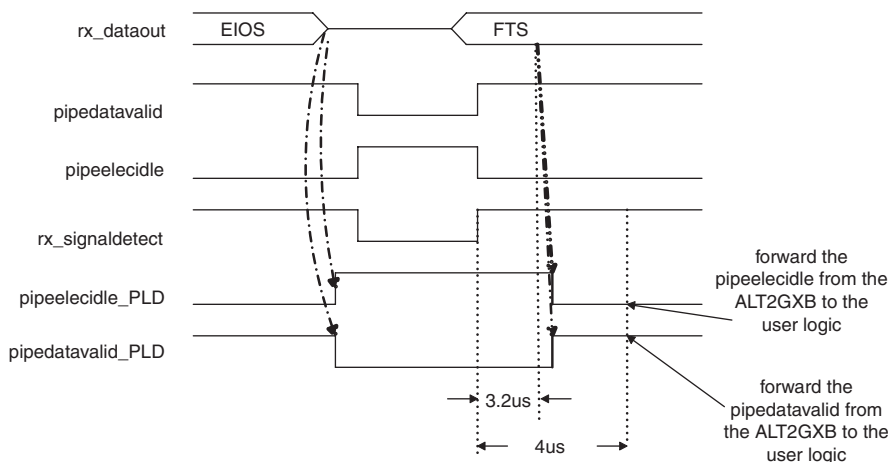 rx_dataout
EIOS
FTS
pipedatavalid
pipeelecidle
rx_signaldetect
pipeelecidle_PLD
pipedatavalid_PLD
forward the
pipeelecidle from the
ALT2GXB to the
user logic
3.2us
4us
forward the
pipedatavalid from
the ALT2GXB to the
user logic